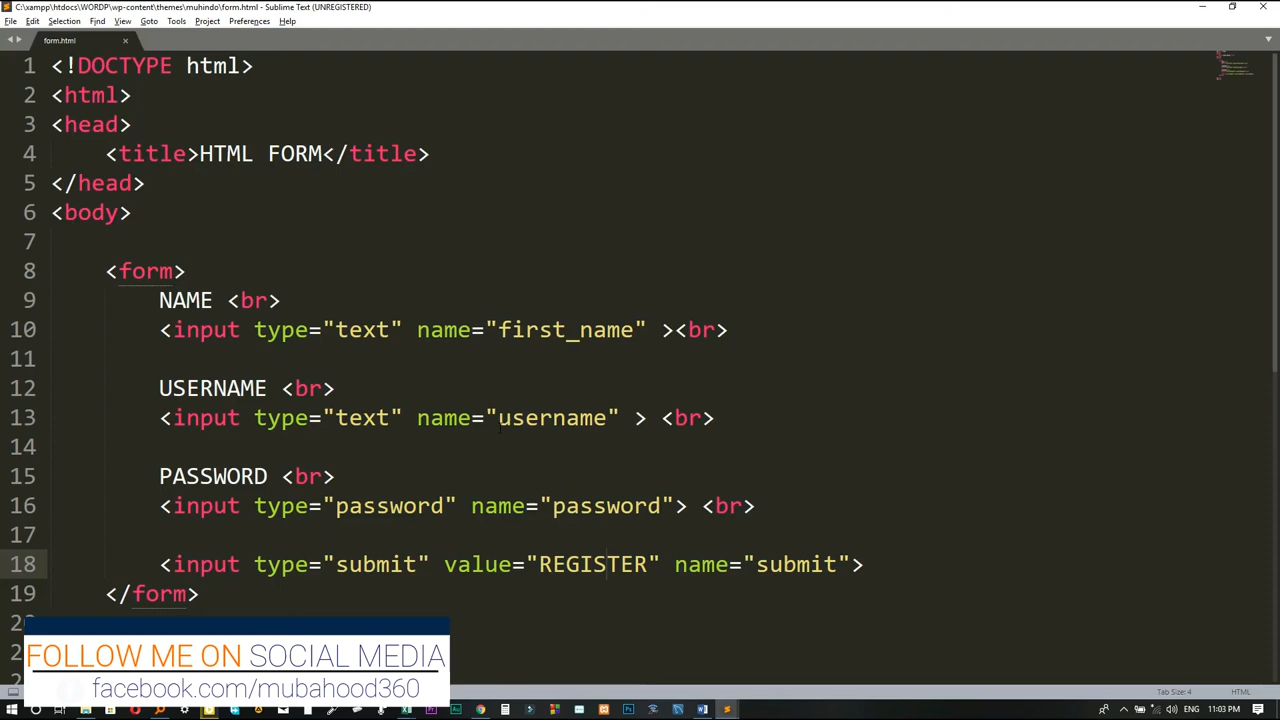 C:\xampp\htdocs\WORDP\wp-content\themes\muhindo\form.html - Sublime Text (UNREGISTERED)
File Edit Selection Find View Goto Tools Project Preferences Help
form.html
1 <!DOCTYPE html>
2 <html>
3 <head>
4 <title>HTML FORM</title>
5 </head>
6 <body>
7
8 <form>
9 NAME <br>
10 <input type="text" name="first_name" ><br>
11
12 USERNAME <br>
13 <input type="text" name="username" > <br>
14
15 PASSWORD <br>
16 <input type="password" name="password"> <br>
17
18 <input type="submit" value="REGISTER" name="submit">
19 </form>
FOLLOW ME ON SOCIAL MEDIA
facebook.com/mubahood360
Tab Size: 4 HTML
11:03 PM